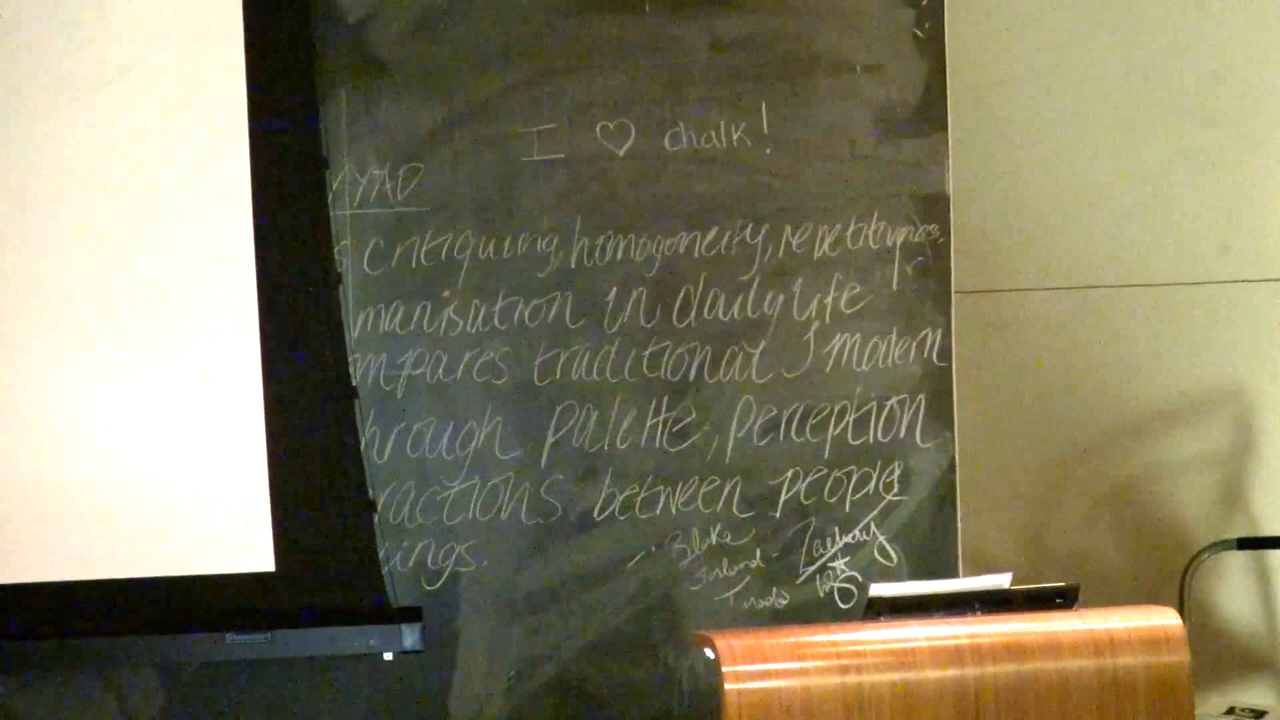 I ♡ chalk!
YAD
critiquing, homogoneity, repetitiveness,
manisation in daily life
mpares traditional & modern
hrough palette, perception
ractions between people
ings.
- Blake
Zachary